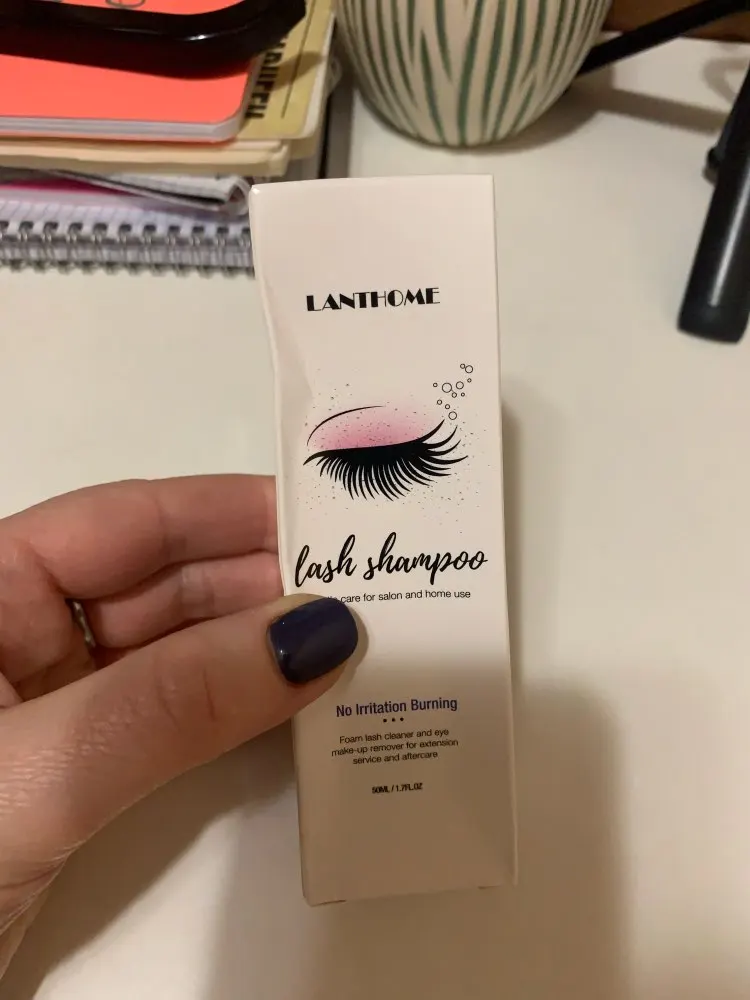 LANTHOME
lash shampoo
care for salon and home use
No Irritation Burning
Foam lash cleaner and eye
make-up remover for extension
service and aftercare
50ML / 1.7FL.OZ